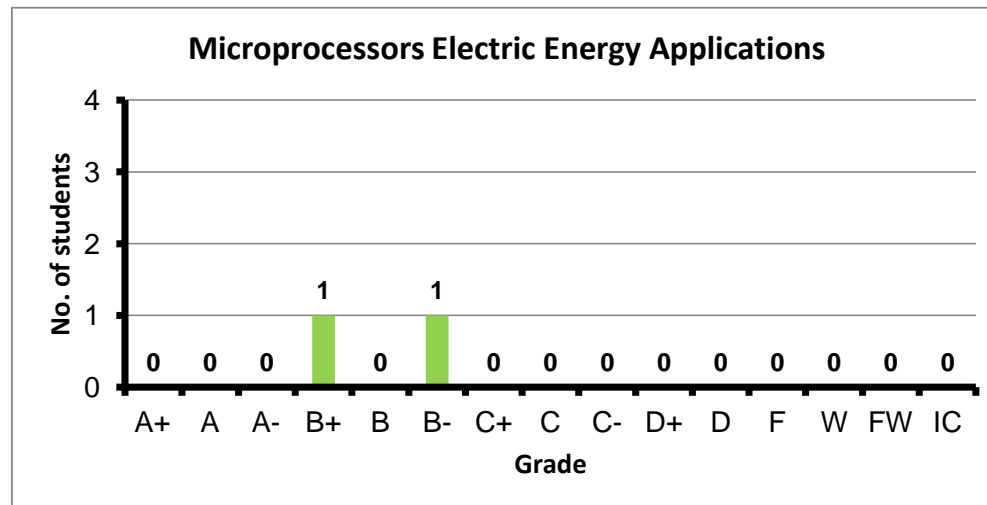 Microprocessors Electric Energy Applications
No. of students
4
3
2
1
0
0 0 0 1 0 1 0 0 0 0 0 0 0 0 0
A+ A A- B+ B B- C+ C C- D+ D F W FW IC
Grade